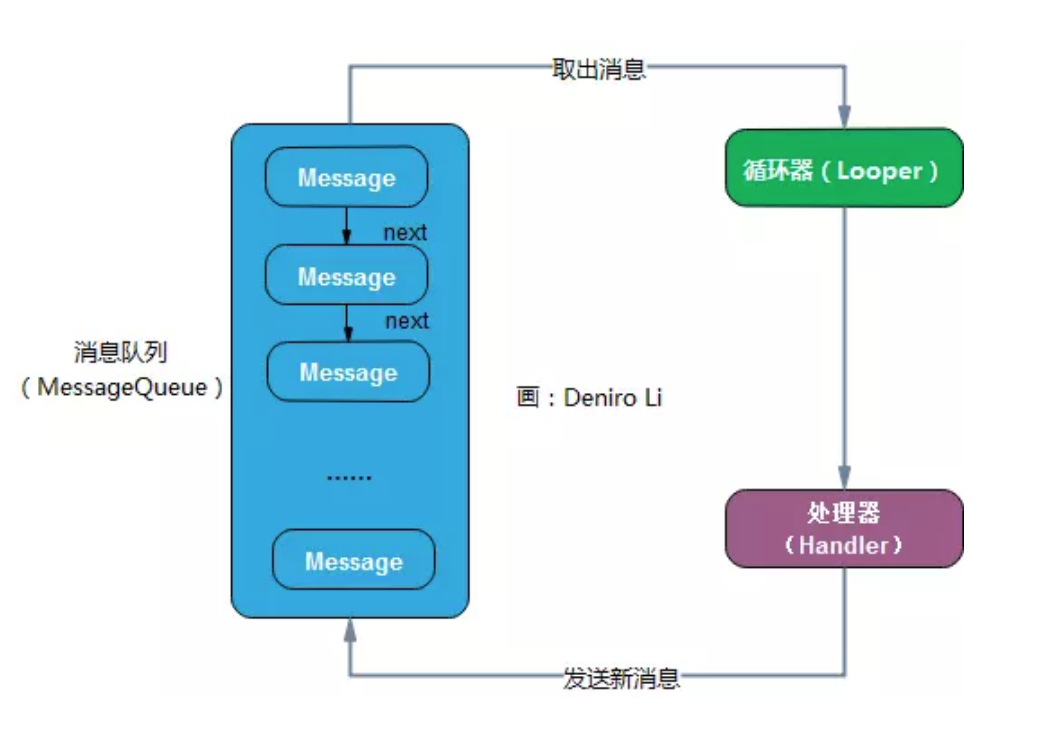 取出消息
Message
循环器（Looper）
next
Message
next
消息队列
（MessageQueue）
Message
画：Deniro Li
......
处理器
（Handler）
Message
发送新消息